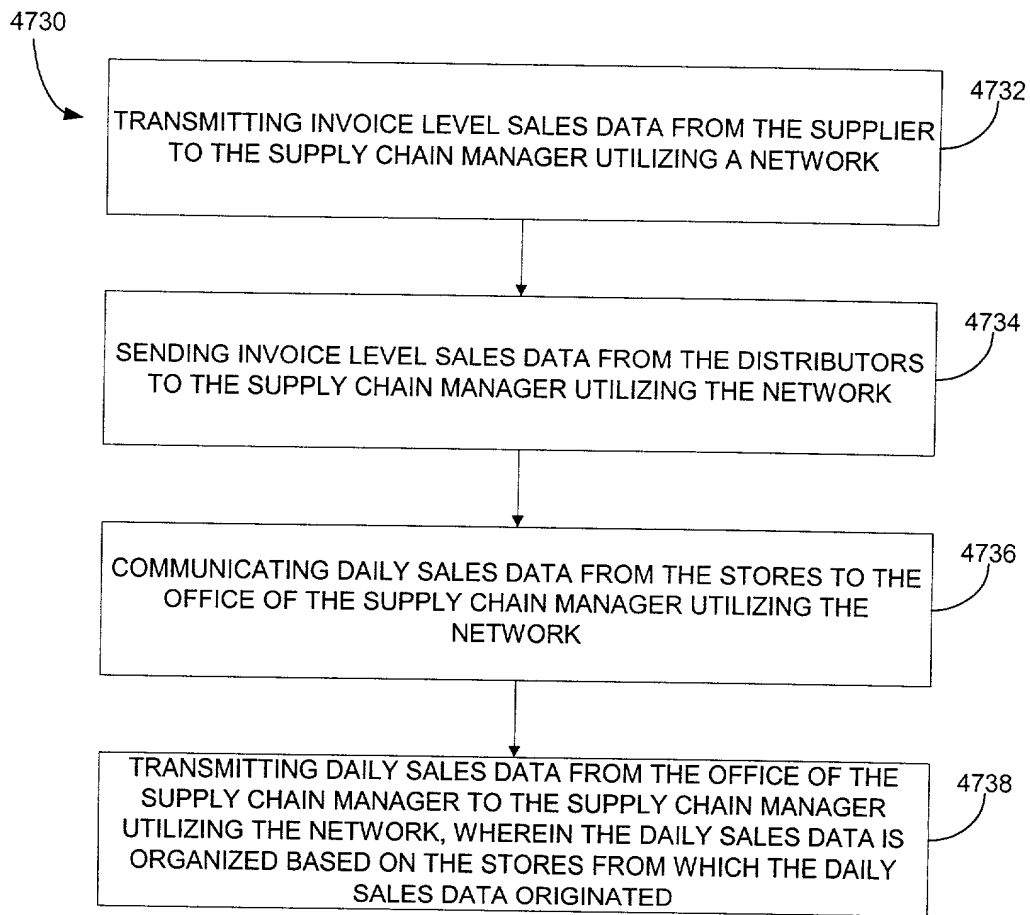 4730
4732
TRANSMITTING INVOICE LEVEL SALES DATA FROM THE SUPPLIER
TO THE SUPPLY CHAIN MANAGER UTILIZING A NETWORK
4734
SENDING INVOICE LEVEL SALES DATA FROM THE DISTRIBUTORS
TO THE SUPPLY CHAIN MANAGER UTILIZING THE NETWORK
4736
COMMUNICATING DAILY SALES DATA FROM THE STORES TO THE
OFFICE OF THE SUPPLY CHAIN MANAGER UTILIZING THE
NETWORK
4738
TRANSMITTING DAILY SALES DATA FROM THE OFFICE OF THE
SUPPLY CHAIN MANAGER TO THE SUPPLY CHAIN MANAGER
UTILIZING THE NETWORK, WHEREIN THE DAILY SALES DATA IS
ORGANIZED BASED ON THE STORES FROM WHICH THE DAILY
SALES DATA ORIGINATED